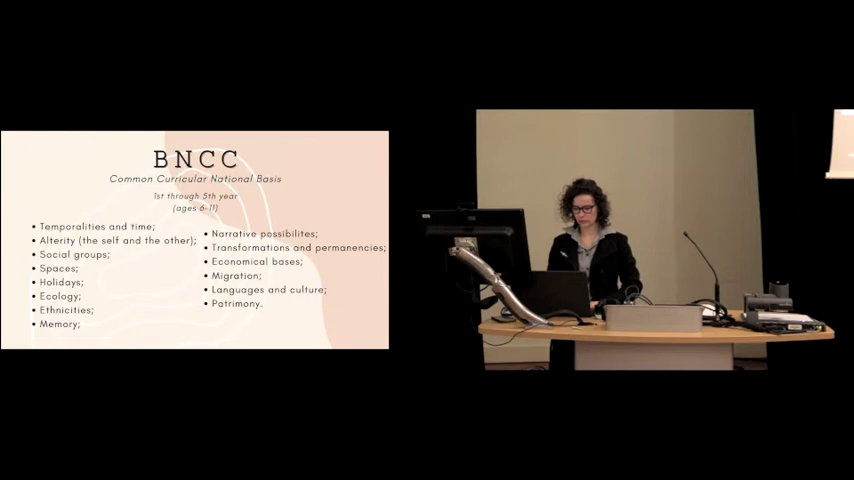 BNCC
Common Curricular National Basis
1st through 5th year
(ages 6-11)
Temporalities and time;
Alterity (the self and the other);
Social groups;
Spaces;
Holidays;
Ecology;
Ethnicities;
Memory;
Narrative possibilites;
Transformations and permanencies;
Economical bases;
Migration;
Languages and culture;
Patrimony.